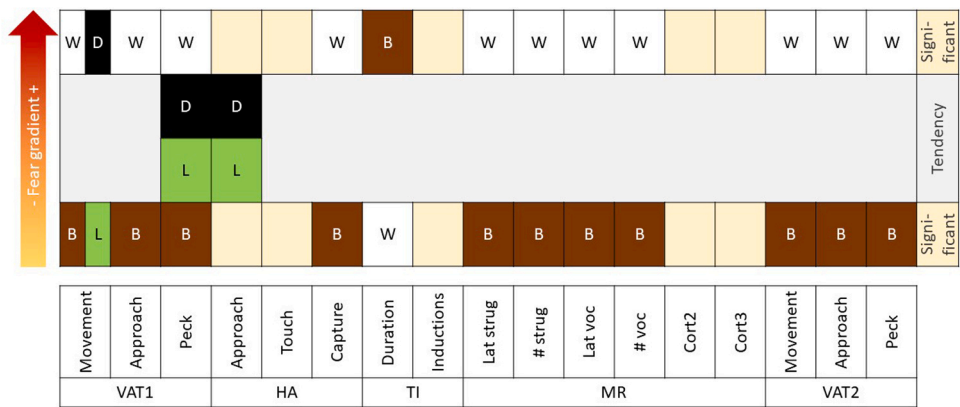 W D W W W B W W W W W W W
Signi-
ficant
D D
L L
Tendency
- Fear gradient +
B L B B B W B B B B B B B
Signi-
ficant
Movement Approach Peck Approach Touch Capture Duration Inductions Lat strug # strug Lat voc # voc Cort2 Cort3 Movement Approach Peck
VAT1 HA TI MR VAT2